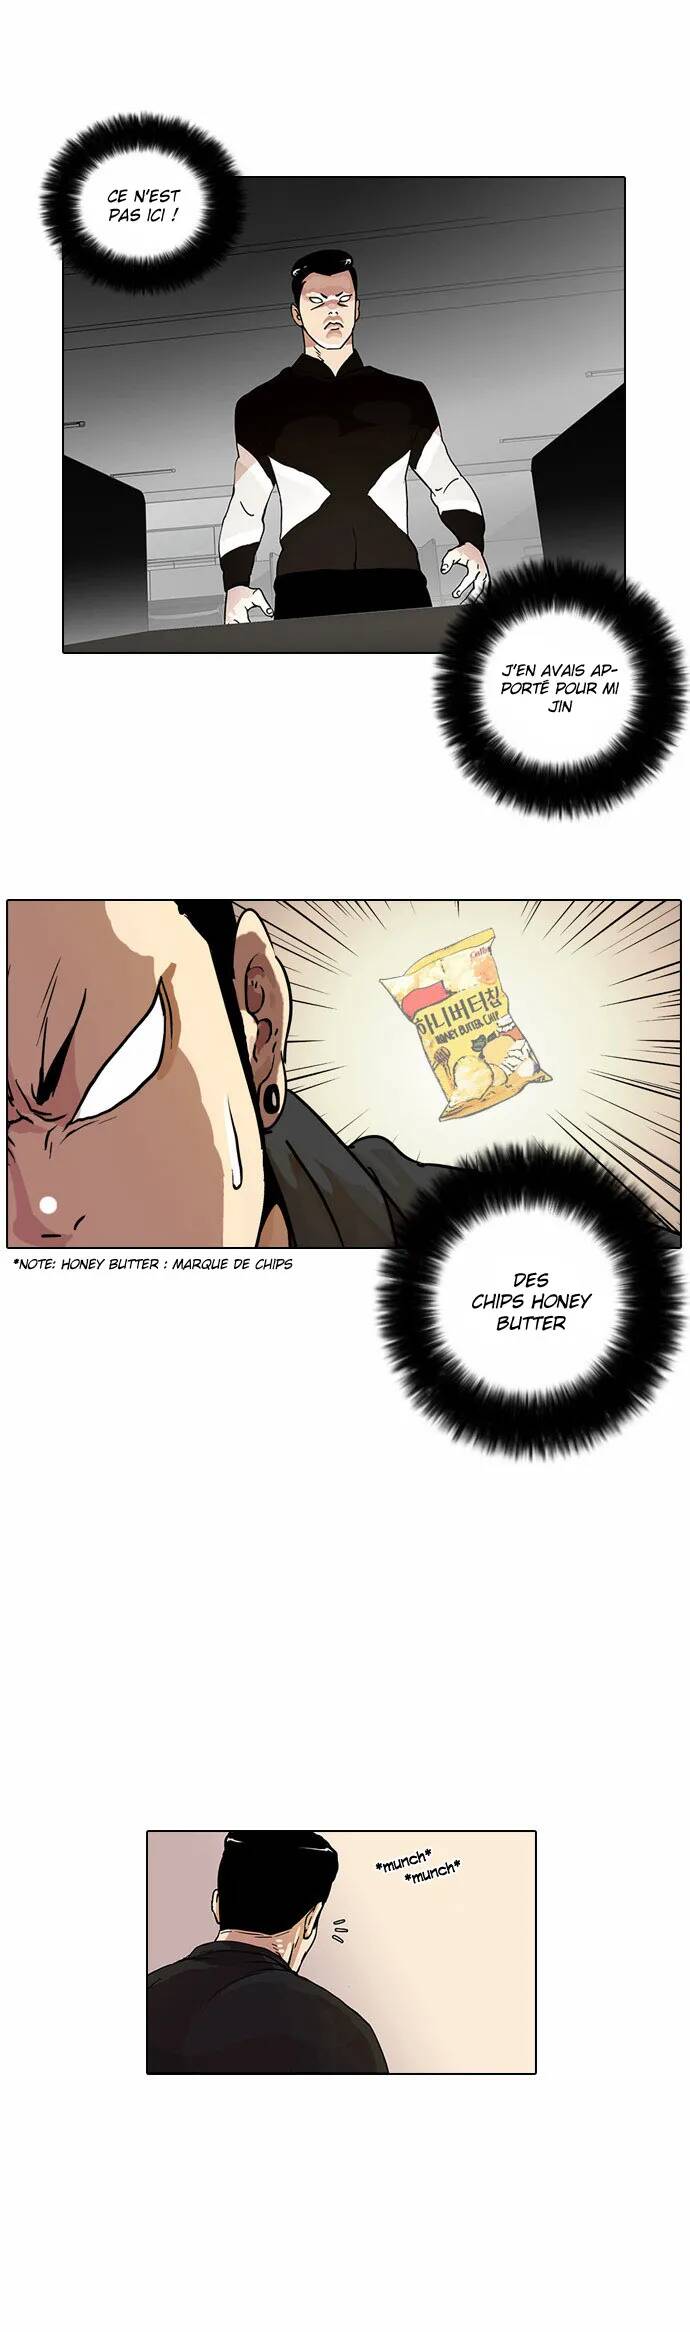 CE N'EST
PAS ICI !
J'EN AVAIS AP-
PORTÉ POUR MI
JIN
하니버터칩
HONEY BUTTER CHIP
*NOTE: HONEY BUTTER : MARQUE DE CHIPS
DES
CHIPS HONEY
BUTTER
*munch*
*munch*